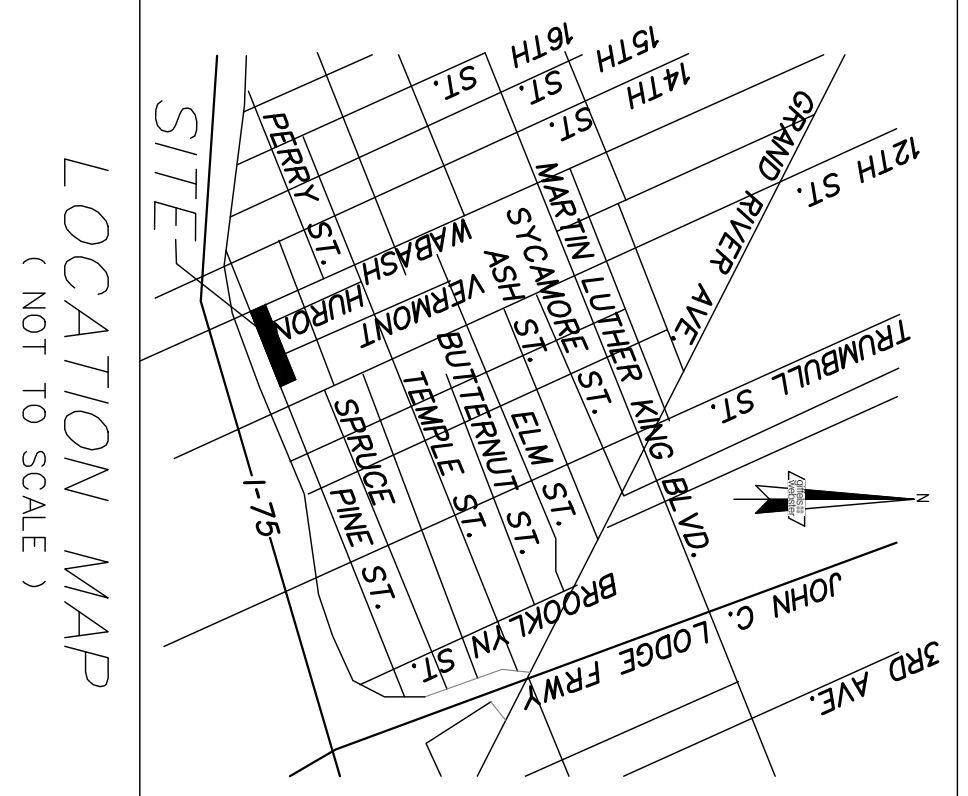 16TH ST.
15TH ST.
14TH ST.
GRAND RIVER AVE.
12TH ST.
SITE
PERRY ST.
WABASH
HURON
VERMONT
MARTIN LUTHER KING BLVD.
SYCAMORE ST.
ASH ST.
TRUMBULL ST.
BUTTERNUT ST.
TEMPLE ST.
ELM ST.
SPRUCE
PINE ST.
I-75
BROOKLYN ST.
JOHN C. LODGE FRWY
3RD AVE.
N
giffels
webster
LOCATION MAP
( NOT TO SCALE )